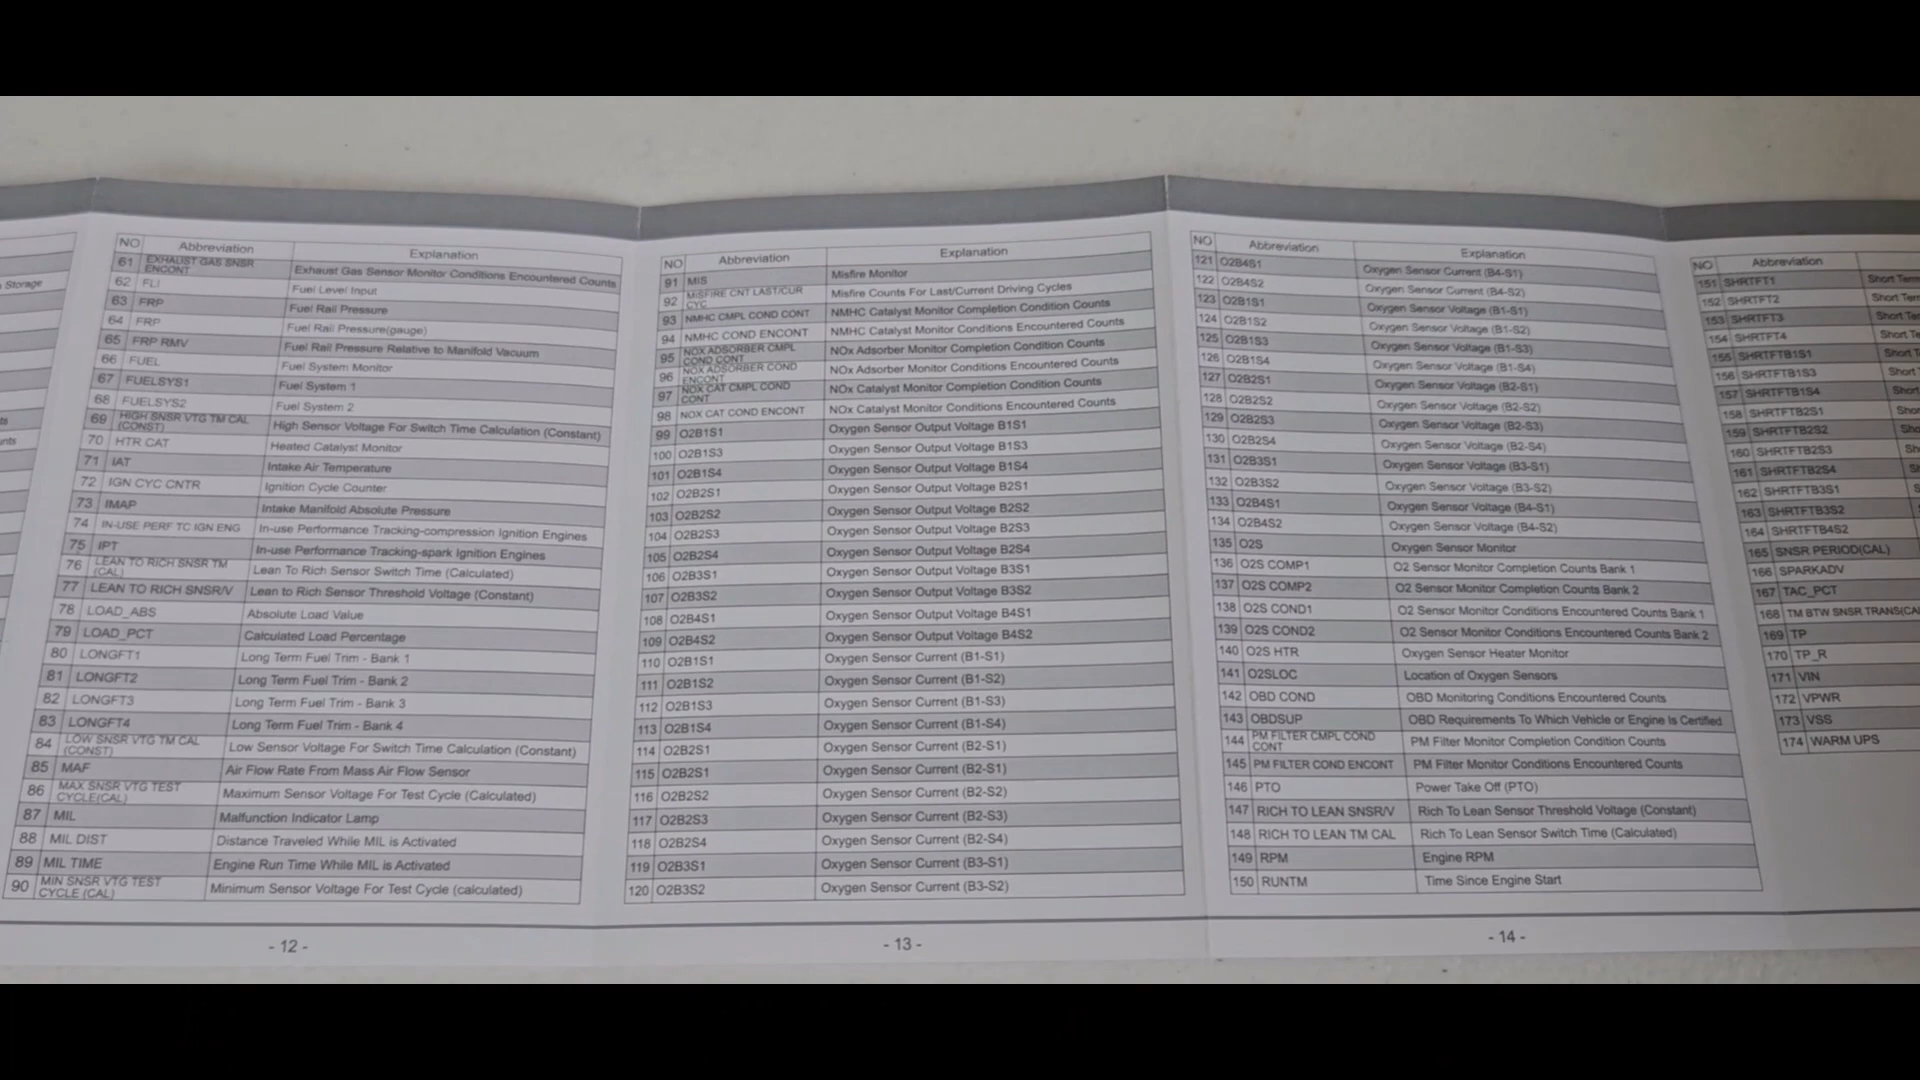 Storage
ts
unts
NO Abbreviation Explanation
61 EXHAUST GAS SNSR ENCONT Exhaust Gas Sensor Monitor Conditions Encountered Counts
62 FLI Fuel Level Input
63 FRP Fuel Rail Pressure
64 FRP Fuel Rail Pressure(gauge)
65 FRP RMV Fuel Rail Pressure Relative to Manifold Vacuum
66 FUEL Fuel System Monitor
67 FUELSYS1 Fuel System 1
68 FUELSYS2 Fuel System 2
69 HIGH SNSR VTG TM CAL (CONST) High Sensor Voltage For Switch Time Calculation (Constant)
70 HTR CAT Heated Catalyst Monitor
71 IAT Intake Air Temperature
72 IGN CYC CNTR Ignition Cycle Counter
73 IMAP Intake Manifold Absolute Pressure
74 IN-USE PERF TC IGN ENG In-use Performance Tracking-compression Ignition Engines
75 IPT In-use Performance Tracking-spark Ignition Engines
76 LEAN TO RICH SNSR TM (CAL) Lean To Rich Sensor Switch Time (Calculated)
77 LEAN TO RICH SNSR/V Lean to Rich Sensor Threshold Voltage (Constant)
78 LOAD_ABS Absolute Load Value
79 LOAD_PCT Calculated Load Percentage
80 LONGFT1 Long Term Fuel Trim - Bank 1
81 LONGFT2 Long Term Fuel Trim - Bank 2
82 LONGFT3 Long Term Fuel Trim - Bank 3
83 LONGFT4 Long Term Fuel Trim - Bank 4
84 LOW SNSR VTG TM CAL (CONST) Low Sensor Voltage For Switch Time Calculation (Constant)
85 MAF Air Flow Rate From Mass Air Flow Sensor
86 MAX SNSR VTG TEST CYCLE(CAL) Maximum Sensor Voltage For Test Cycle (Calculated)
87 MIL Malfunction Indicator Lamp
88 MIL DIST Distance Traveled While MIL is Activated
89 MIL TIME Engine Run Time While MIL is Activated
90 MIN SNSR VTG TEST CYCLE (CAL) Minimum Sensor Voltage For Test Cycle (calculated)
- 12 -
NO Abbreviation Explanation
91 MIS Misfire Monitor
92 MISFIRE CNT LAST/CUR CYC Misfire Counts For Last/Current Driving Cycles
93 NMHC CMPL COND CONT NMHC Catalyst Monitor Completion Condition Counts
94 NMHC COND ENCONT NMHC Catalyst Monitor Conditions Encountered Counts
95 NOX ADSORBER CMPL COND CONT NOx Adsorber Monitor Completion Condition Counts
96 NOX ADSORBER COND ENCONT NOx Adsorber Monitor Conditions Encountered Counts
97 NOX CAT CMPL COND CONT NOx Catalyst Monitor Completion Condition Counts
98 NOX CAT COND ENCONT NOx Catalyst Monitor Conditions Encountered Counts
99 O2B1S1 Oxygen Sensor Output Voltage B1S1
100 O2B1S3 Oxygen Sensor Output Voltage B1S3
101 O2B1S4 Oxygen Sensor Output Voltage B1S4
102 O2B2S1 Oxygen Sensor Output Voltage B2S1
103 O2B2S2 Oxygen Sensor Output Voltage B2S2
104 O2B2S3 Oxygen Sensor Output Voltage B2S3
105 O2B2S4 Oxygen Sensor Output Voltage B2S4
106 O2B3S1 Oxygen Sensor Output Voltage B3S1
107 O2B3S2 Oxygen Sensor Output Voltage B3S2
108 O2B4S1 Oxygen Sensor Output Voltage B4S1
109 O2B4S2 Oxygen Sensor Output Voltage B4S2
110 O2B1S1 Oxygen Sensor Current (B1-S1)
111 O2B1S2 Oxygen Sensor Current (B1-S2)
112 O2B1S3 Oxygen Sensor Current (B1-S3)
113 O2B1S4 Oxygen Sensor Current (B1-S4)
114 O2B2S1 Oxygen Sensor Current (B2-S1)
115 O2B2S1 Oxygen Sensor Current (B2-S1)
116 O2B2S2 Oxygen Sensor Current (B2-S2)
117 O2B2S3 Oxygen Sensor Current (B2-S3)
118 O2B2S4 Oxygen Sensor Current (B2-S4)
119 O2B3S1 Oxygen Sensor Current (B3-S1)
120 O2B3S2 Oxygen Sensor Current (B3-S2)
- 13 -
NO Abbreviation Explanation
121 O2B4S1 Oxygen Sensor Current (B4-S1)
122 O2B4S2 Oxygen Sensor Current (B4-S2)
123 O2B1S1 Oxygen Sensor Voltage (B1-S1)
124 O2B1S2 Oxygen Sensor Voltage (B1-S2)
125 O2B1S3 Oxygen Sensor Voltage (B1-S3)
126 O2B1S4 Oxygen Sensor Voltage (B1-S4)
127 O2B2S1 Oxygen Sensor Voltage (B2-S1)
128 O2B2S2 Oxygen Sensor Voltage (B2-S2)
129 O2B2S3 Oxygen Sensor Voltage (B2-S3)
130 O2B2S4 Oxygen Sensor Voltage (B2-S4)
131 O2B3S1 Oxygen Sensor Voltage (B3-S1)
132 O2B3S2 Oxygen Sensor Voltage (B3-S2)
133 O2B4S1 Oxygen Sensor Voltage (B4-S1)
134 O2B4S2 Oxygen Sensor Voltage (B4-S2)
135 O2S Oxygen Sensor Monitor
136 O2S COMP1 O2 Sensor Monitor Completion Counts Bank 1
137 O2S COMP2 O2 Sensor Monitor Completion Counts Bank 2
138 O2S COND1 O2 Sensor Monitor Conditions Encountered Counts Bank 1
139 O2S COND2 O2 Sensor Monitor Conditions Encountered Counts Bank 2
140 O2S HTR Oxygen Sensor Heater Monitor
141 O2SLOC Location of Oxygen Sensors
142 OBD COND OBD Monitoring Conditions Encountered Counts
143 OBDSUP OBD Requirements To Which Vehicle or Engine Is Certified
144 PM FILTER CMPL COND CONT PM Filter Monitor Completion Condition Counts
145 PM FILTER COND ENCONT PM Filter Monitor Conditions Encountered Counts
146 PTO Power Take Off (PTO)
147 RICH TO LEAN SNSR/V Rich To Lean Sensor Threshold Voltage (Constant)
148 RICH TO LEAN TM CAL Rich To Lean Sensor Switch Time (Calculated)
149 RPM Engine RPM
150 RUNTM Time Since Engine Start
- 14 -
NO Abbreviation
151 SHRTFT1 Short Term
152 SHRTFT2 Short Ter
153 SHRTFT3 Short Ter
154 SHRTFT4 Short Te
155 SHRTFTB1S1 Short T
156 SHRTFTB1S3 Short
157 SHRTFTB1S4 Short
158 SHRTFTB2S1 Shor
159 SHRTFTB2S2 Sho
160 SHRTFTB2S3 Sh
161 SHRTFTB2S4 Sh
162 SHRTFTB3S1 S
163 SHRTFTB3S2
164 SHRTFTB4S2
165 SNSR PERIOD(CAL)
166 SPARKADV
167 TAC_PCT
168 TM BTW SNSR TRANS(CA
169 TP
170 TP_R
171 VIN
172 VPWR
173 VSS
174 WARM UPS